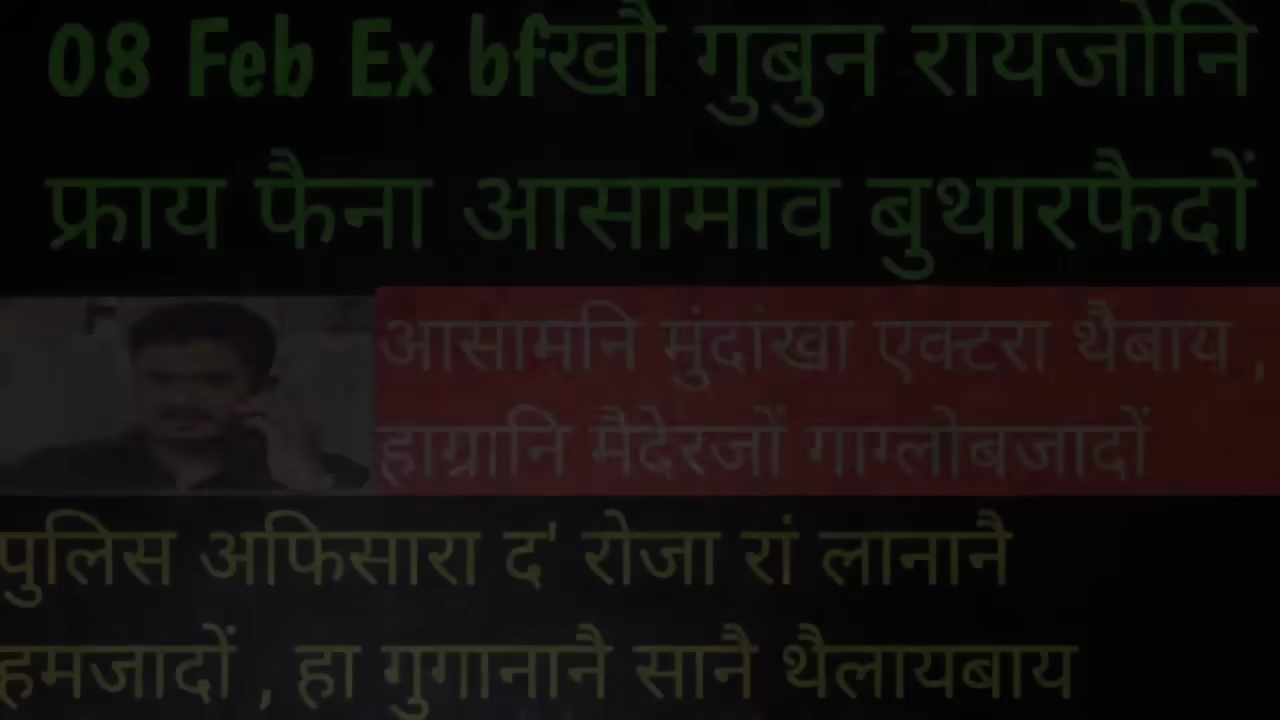 08 Feb Ex bfखौ गुबुन रायजोनि
फ्राय फैना आसामाव बुथारफैदों
आसामनि मुंदांखा एक्टरा थैबाय ,
हाग्रानि मैदेरजों गाग्लोबजादों
पुलिस अफिसारा द' रोजा रां लानानै
हमजादों , हा गुगानानै सानै थैलायबाय